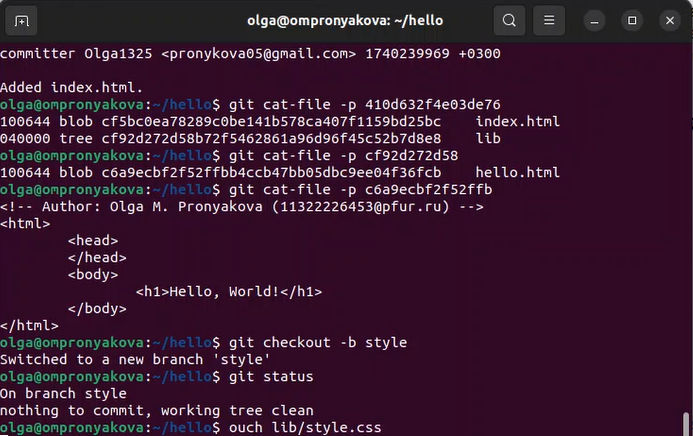 olga@ompronyakova: ~/hello
committer Olga1325 <pronykova05@gmail.com> 1740239969 +0300
Added index.html.
olga@ompronyakova:~/hello$ git cat-file -p 410d632f4e03de76
100644 blob cf5bc0ea78289c0be141b578ca407f1159bd25bc    index.html
040000 tree cf92d272d58b72f5462861a96d96f45c52b7d8e8    lib
olga@ompronyakova:~/hello$ git cat-file -p cf92d272d58
100644 blob c6a9ecbf2f52ffbb4ccb47bb05dbc9ee04f36fcb    hello.html
olga@ompronyakova:~/hello$ git cat-file -p c6a9ecbf2f52ffb
<!-- Author: Olga M. Pronyakova (11322226453@pfur.ru) -->
<html>
        <head>
        </head>
        <body>
                <h1>Hello, World!</h1>
        </body>
</html>
olga@ompronyakova:~/hello$ git checkout -b style
Switched to a new branch 'style'
olga@ompronyakova:~/hello$ git status
On branch style
nothing to commit, working tree clean
olga@ompronyakova:~/hello$ ouch lib/style.css